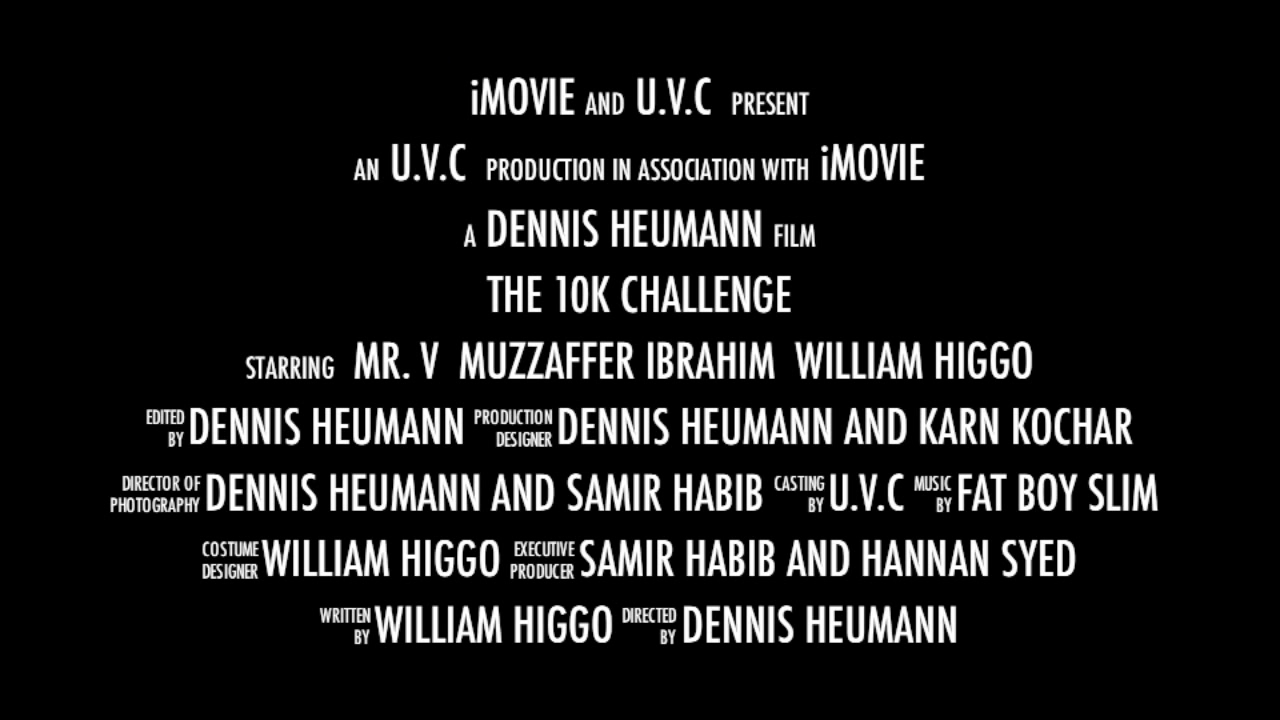 iMOVIE AND U.V.C PRESENT
AN U.V.C PRODUCTION IN ASSOCIATION WITH iMOVIE
A DENNIS HEUMANN FILM
THE 10K CHALLENGE
STARRING MR. V MUZZAFFER IBRAHIM WILLIAM HIGGO
EDITED BY DENNIS HEUMANN PRODUCTION DESIGNER DENNIS HEUMANN AND KARN KOCHAR
DIRECTOR OF PHOTOGRAPHY DENNIS HEUMANN AND SAMIR HABIB CASTING BY U.V.C MUSIC BY FAT BOY SLIM
COSTUME DESIGNER WILLIAM HIGGO EXECUTIVE PRODUCER SAMIR HABIB AND HANNAN SYED
WRITTEN BY WILLIAM HIGGO DIRECTED BY DENNIS HEUMANN